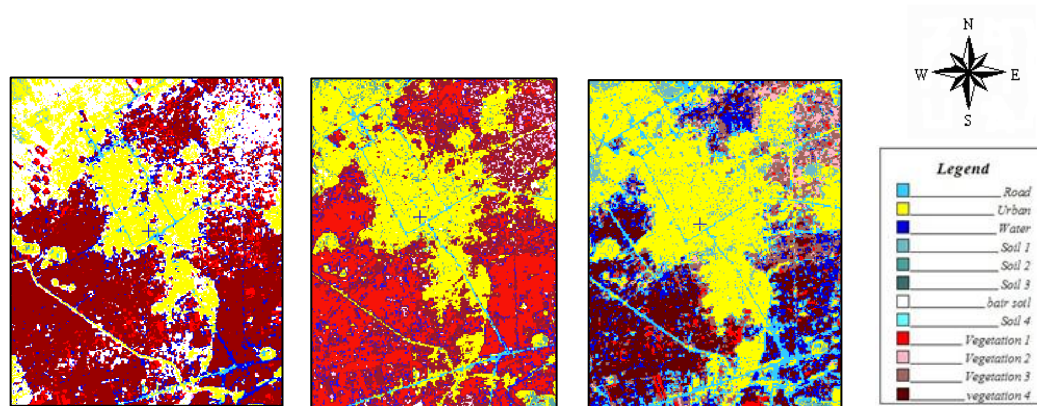 N
W E
S
Legend
Road
Urban
Water
Soil 1
Soil 2
Soil 3
bair soil
Soil 4
Vegetation 1
Vegetation 2
Vegetation 3
vegetation 4